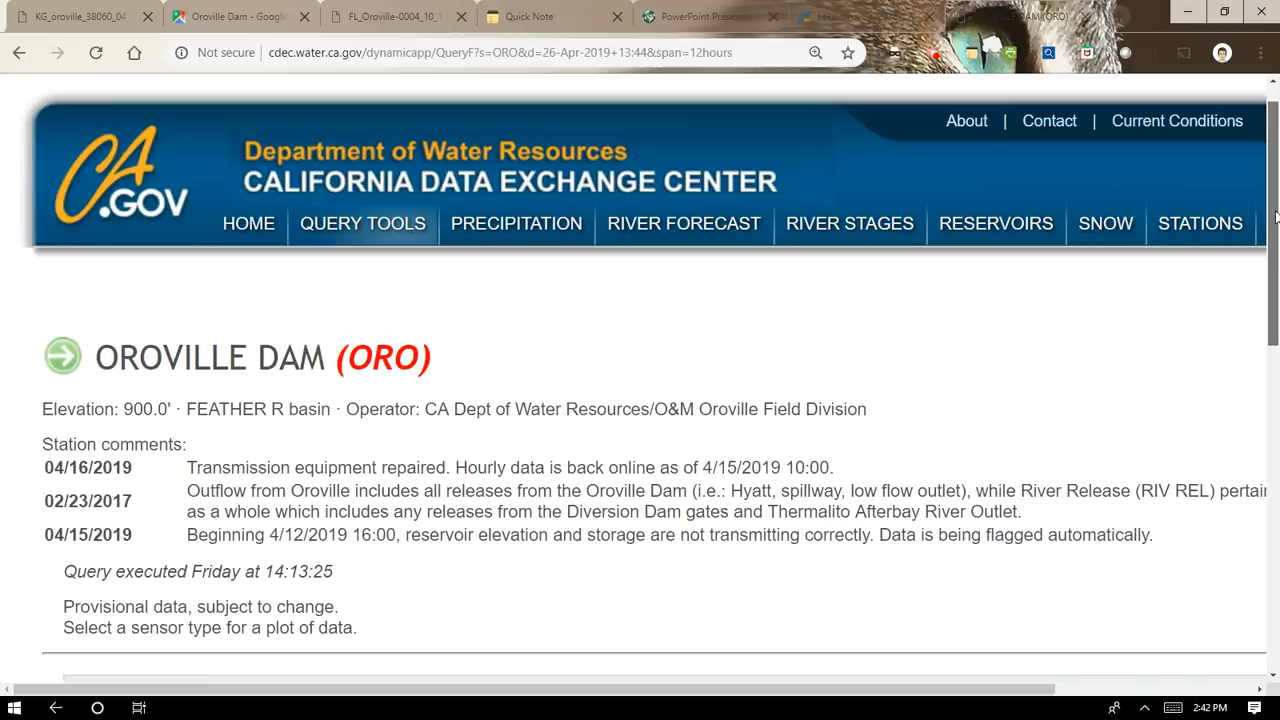 KG_oroville_38060_04
Oroville Dam - Google
FL_Oroville-0004_10_1
Quick Note
PowerPoint Prese
(ORO)
Not secure
cdec.water.ca.gov/dynamicapp/QueryF?s=ORO&d=26-Apr-2019+13:44&span=12hours
About | Contact | Current Conditions
CA.GOV
Department of Water Resources
CALIFORNIA DATA EXCHANGE CENTER
HOME QUERY TOOLS PRECIPITATION RIVER FORECAST RIVER STAGES RESERVOIRS SNOW STATIONS
OROVILLE DAM (ORO)
Elevation: 900.0' · FEATHER R basin · Operator: CA Dept of Water Resources/O&M Oroville Field Division
Station comments:
04/16/2019 Transmission equipment repaired. Hourly data is back online as of 4/15/2019 10:00.
02/23/2017 Outflow from Oroville includes all releases from the Oroville Dam (i.e.: Hyatt, spillway, low flow outlet), while River Release (RIV REL) pertain
as a whole which includes any releases from the Diversion Dam gates and Thermalito Afterbay River Outlet.
04/15/2019 Beginning 4/12/2019 16:00, reservoir elevation and storage are not transmitting correctly. Data is being flagged automatically.
Query executed Friday at 14:13:25
Provisional data, subject to change.
Select a sensor type for a plot of data.
2:42 PM